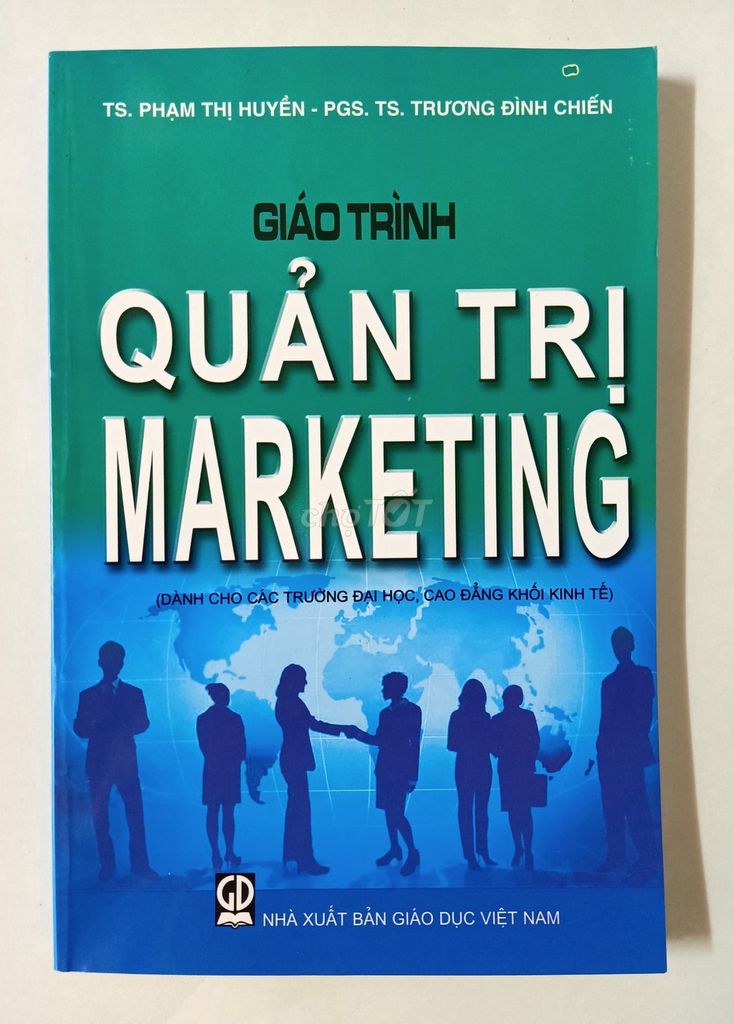 TS. PHẠM THỊ HUYỀN - PGS. TS. TRƯƠNG ĐÌNH CHIẾN
GIÁO TRÌNH
QUẢN TRỊ
MARKETING
chợTỐT
(DÀNH CHO CÁC TRƯỜNG ĐẠI HỌC, CAO ĐẲNG KHỐI KINH TẾ)
GD
NHÀ XUẤT BẢN GIÁO DỤC VIỆT NAM